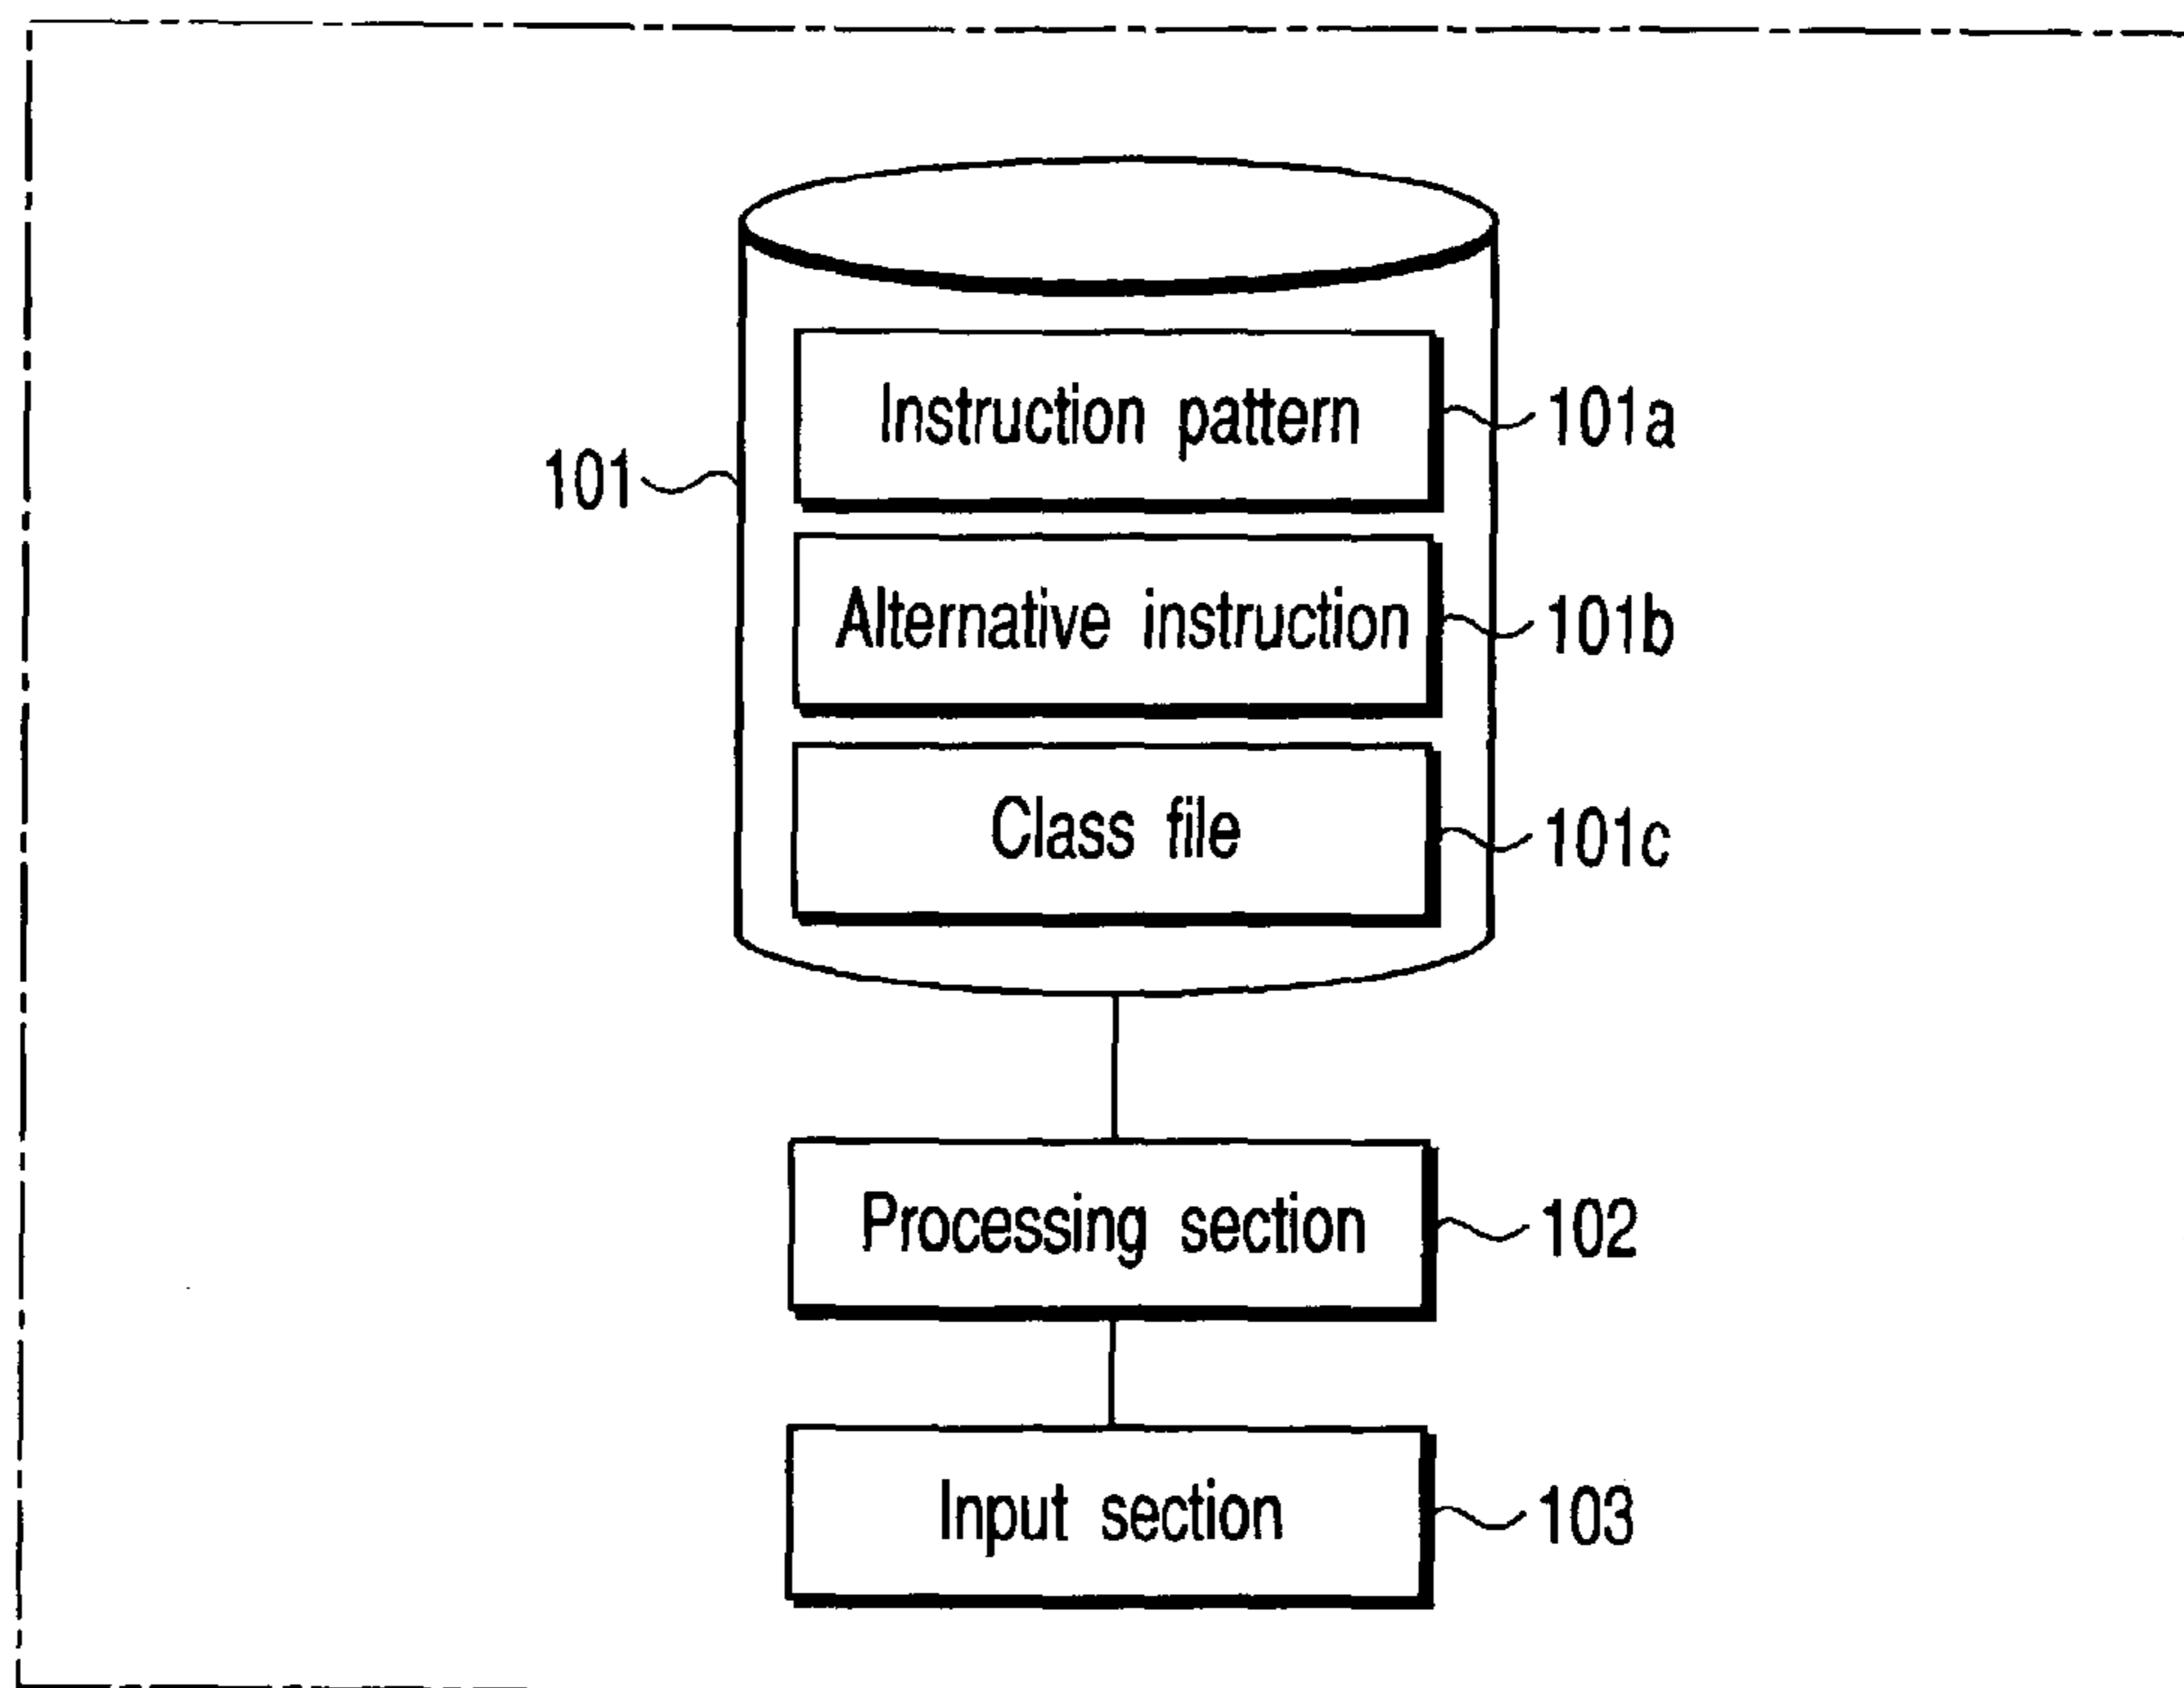 Instruction pattern
101a
101
Alternative instruction
101b
Class file
101c
Processing section
102
Input section
103